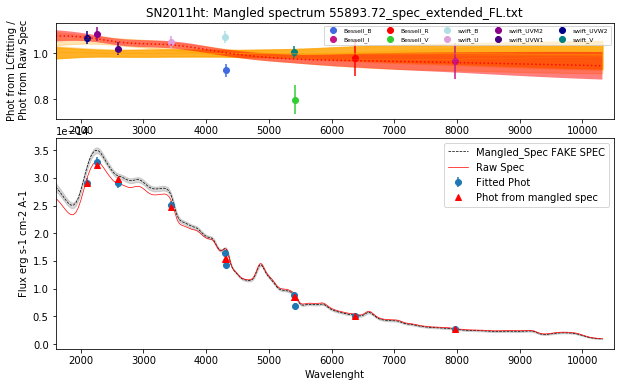 SN2011ht: Mangled spectrum 55893.72_spec_extended_FL.txt
Phot from LCfitting /
Phot from Raw Spec
1.0
0.8
Bessell_B
Bessell_R
swift_B
swift_UVM2
swift_UVW2
Bessell_I
Bessell_V
swift_U
swift_UVW1
swift_V
2000 3000 4000 5000 6000 7000 8000 9000 10000
1e-14
Flux erg s-1 cm-2 A-1
3.5
3.0
2.5
2.0
1.5
1.0
0.5
0.0
Mangled_Spec FAKE SPEC
Raw Spec
Fitted Phot
Phot from mangled spec
2000 3000 4000 5000 6000 7000 8000 9000 10000
Wavelenght